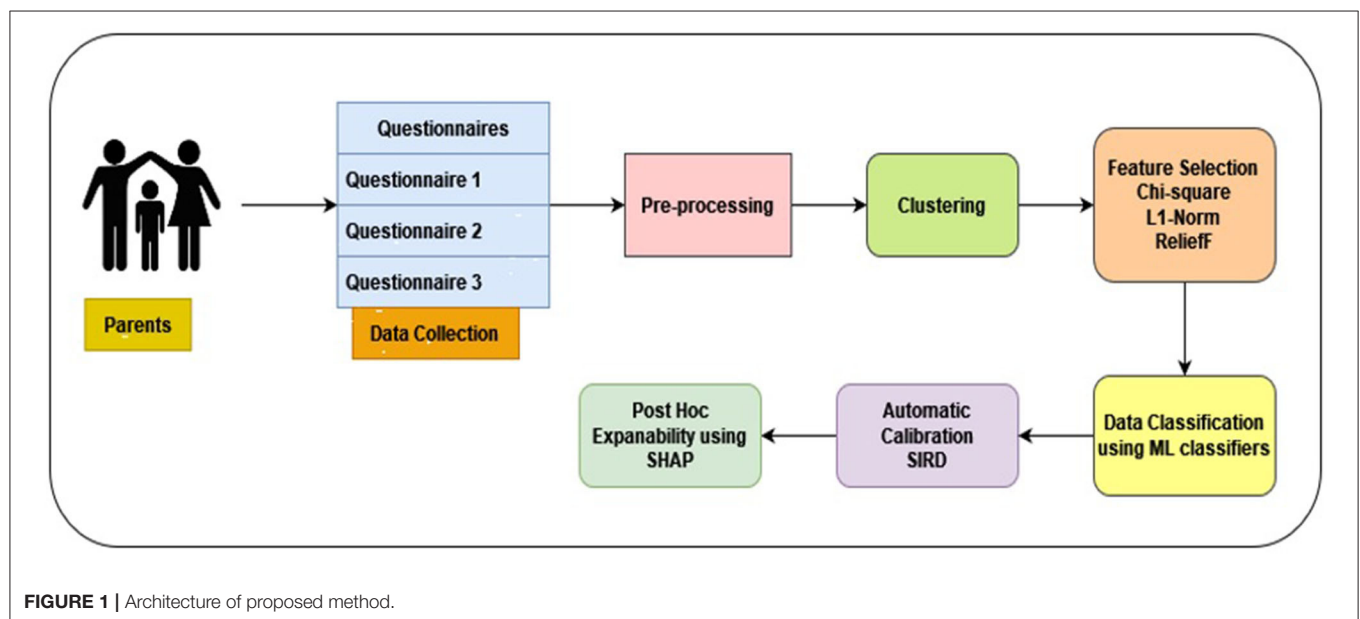 Parents
Questionnaires
Questionnaire 1
Questionnaire 2
Questionnaire 3
Data Collection
Pre-processing
Clustering
Feature Selection
Chi-square
L1-Norm
ReliefF
Data Classification
using ML classifiers
Automatic
Calibration
SIRD
Post Hoc
Expanability using
SHAP
FIGURE 1 | Architecture of proposed method.